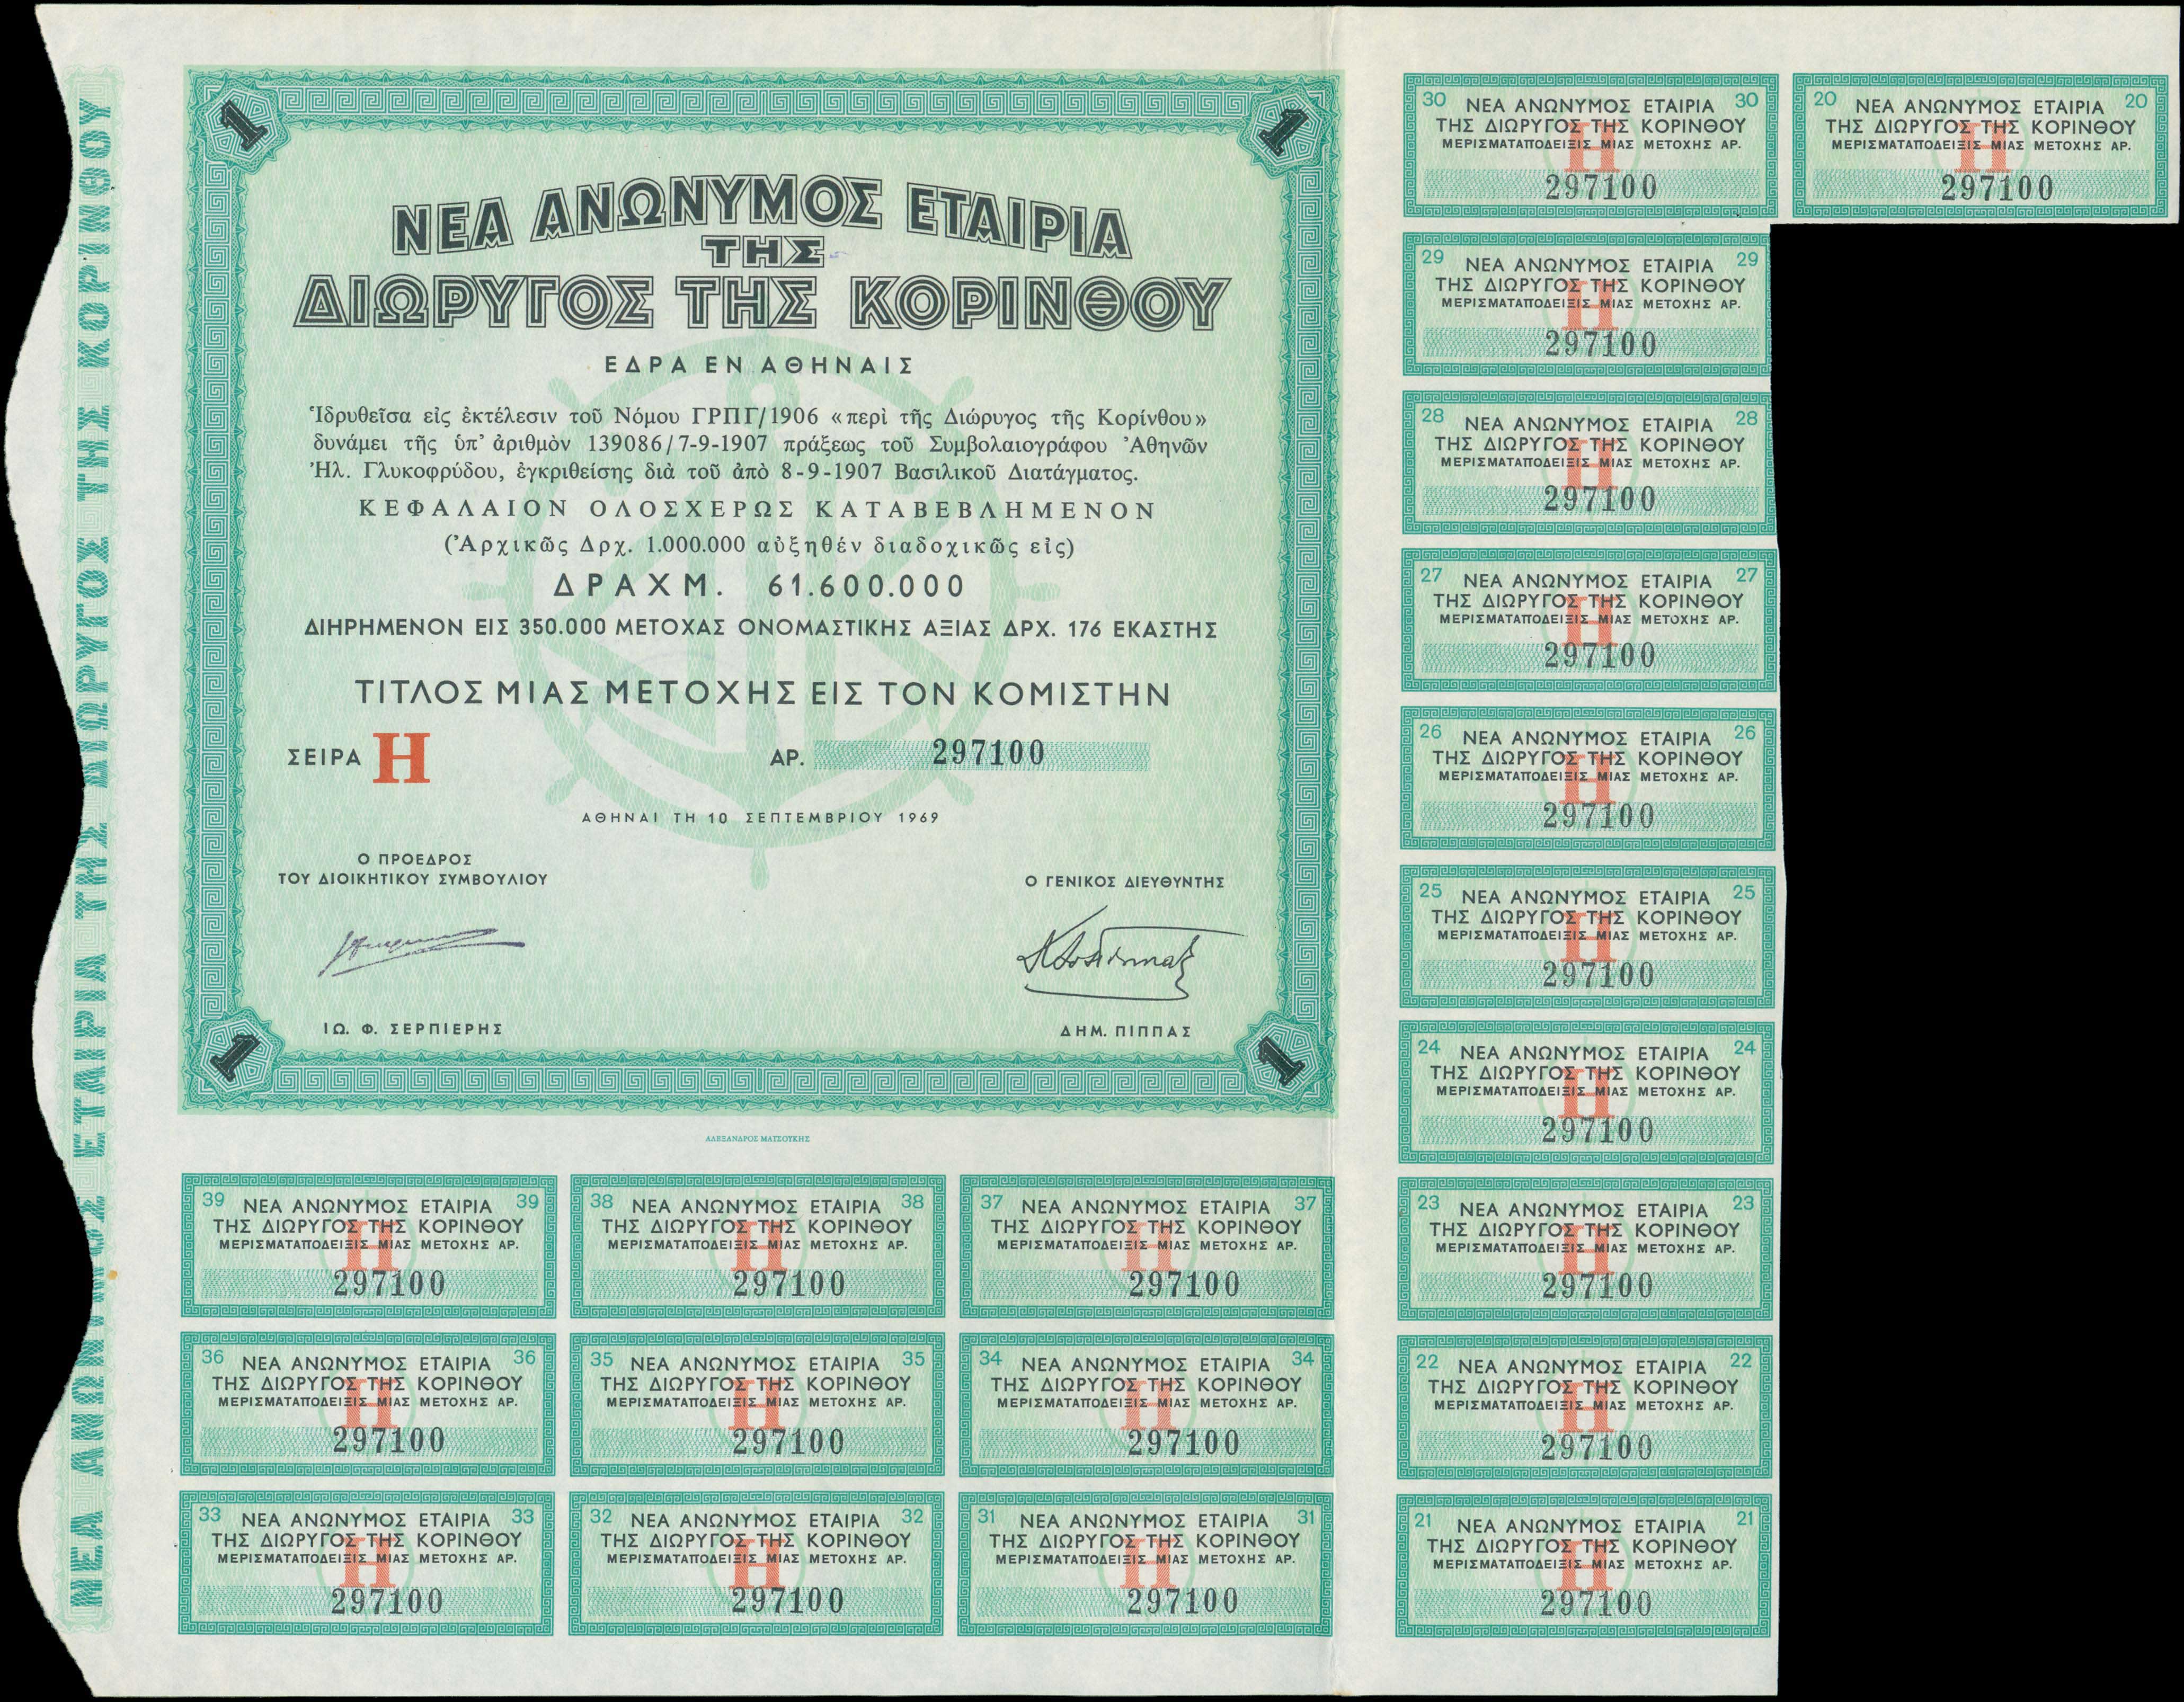 ΝΕΑ ΑΝΩΝΥΜΟΣ ΕΤΑΙΡΙΑ ΤΗΣ ΔΙΩΡΥΓΟΣ ΤΗΣ ΚΟΡΙΝΘΟΥ
1 1
ΝΕΑ ΑΝΩΝΥΜΟΣ ΕΤΑΙΡΙΑ
ΤΗΣ
ΔΙΩΡΥΓΟΣ ΤΗΣ ΚΟΡΙΝΘΟΥ
ΕΔΡΑ ΕΝ ΑΘΗΝΑΙΣ
Ἱδρυθεῖσα εἰς ἐκτέλεσιν τοῦ Νόμου ΓΡΠΓ/1906 «περὶ τῆς Διώρυγος τῆς Κορίνθου»
δυνάμει τῆς ὑπ' ἀριθμὸν 139086/7-9-1907 πράξεως τοῦ Συμβολαιογράφου Ἀθηνῶν
Ἠλ. Γλυκοφρύδου, ἐγκριθείσης διὰ τοῦ ἀπὸ 8-9-1907 Βασιλικοῦ Διατάγματος.
ΚΕΦΑΛΑΙΟΝ ΟΛΟΣΧΕΡΩΣ ΚΑΤΑΒΕΒΛΗΜΕΝΟΝ
(Ἀρχικῶς Δρχ. 1.000.000 αὐξηθέν διαδοχικῶς εἰς)
ΔΡΑΧΜ. 61.600.000
ΔΙΗΡΗΜΕΝΟΝ ΕΙΣ 350.000 ΜΕΤΟΧΑΣ ΟΝΟΜΑΣΤΙΚΗΣ ΑΞΙΑΣ ΔΡΧ. 176 ΕΚΑΣΤΗΣ
ΤΙΤΛΟΣ ΜΙΑΣ ΜΕΤΟΧΗΣ ΕΙΣ ΤΟΝ ΚΟΜΙΣΤΗΝ
ΣΕΙΡΑ Η ΑΡ. 297100
ΑΘΗΝΑΙ ΤΗ 10 ΣΕΠΤΕΜΒΡΙΟΥ 1969
Ο ΠΡΟΕΔΡΟΣ
ΤΟΥ ΔΙΟΙΚΗΤΙΚΟΥ ΣΥΜΒΟΥΛΙΟΥ
Ο ΓΕΝΙΚΟΣ ΔΙΕΥΘΥΝΤΗΣ
ΙΩ. Φ. ΣΕΡΠΙΕΡΗΣ
ΔΗΜ. ΠΙΠΠΑΣ
1 1
ΑΛΕΞΑΝΔΡΟΣ ΜΑΤΣΟΥΚΗΣ
30 ΝΕΑ ΑΝΩΝΥΜΟΣ ΕΤΑΙΡΙΑ 30
ΤΗΣ ΔΙΩΡΥΓΟΣ ΤΗΣ ΚΟΡΙΝΘΟΥ
ΜΕΡΙΣΜΑΤΑΠΟΔΕΙΞΙΣ ΜΙΑΣ ΜΕΤΟΧΗΣ ΑΡ.
Η
297100
20 ΝΕΑ ΑΝΩΝΥΜΟΣ ΕΤΑΙΡΙΑ 20
ΤΗΣ ΔΙΩΡΥΓΟΣ ΤΗΣ ΚΟΡΙΝΘΟΥ
ΜΕΡΙΣΜΑΤΑΠΟΔΕΙΞΙΣ ΜΙΑΣ ΜΕΤΟΧΗΣ ΑΡ.
Η
297100
29 ΝΕΑ ΑΝΩΝΥΜΟΣ ΕΤΑΙΡΙΑ 29
ΤΗΣ ΔΙΩΡΥΓΟΣ ΤΗΣ ΚΟΡΙΝΘΟΥ
ΜΕΡΙΣΜΑΤΑΠΟΔΕΙΞΙΣ ΜΙΑΣ ΜΕΤΟΧΗΣ ΑΡ.
Η
297100
28 ΝΕΑ ΑΝΩΝΥΜΟΣ ΕΤΑΙΡΙΑ 28
ΤΗΣ ΔΙΩΡΥΓΟΣ ΤΗΣ ΚΟΡΙΝΘΟΥ
ΜΕΡΙΣΜΑΤΑΠΟΔΕΙΞΙΣ ΜΙΑΣ ΜΕΤΟΧΗΣ ΑΡ.
Η
297100
27 ΝΕΑ ΑΝΩΝΥΜΟΣ ΕΤΑΙΡΙΑ 27
ΤΗΣ ΔΙΩΡΥΓΟΣ ΤΗΣ ΚΟΡΙΝΘΟΥ
ΜΕΡΙΣΜΑΤΑΠΟΔΕΙΞΙΣ ΜΙΑΣ ΜΕΤΟΧΗΣ ΑΡ.
Η
297100
26 ΝΕΑ ΑΝΩΝΥΜΟΣ ΕΤΑΙΡΙΑ 26
ΤΗΣ ΔΙΩΡΥΓΟΣ ΤΗΣ ΚΟΡΙΝΘΟΥ
ΜΕΡΙΣΜΑΤΑΠΟΔΕΙΞΙΣ ΜΙΑΣ ΜΕΤΟΧΗΣ ΑΡ.
Η
297100
25 ΝΕΑ ΑΝΩΝΥΜΟΣ ΕΤΑΙΡΙΑ 25
ΤΗΣ ΔΙΩΡΥΓΟΣ ΤΗΣ ΚΟΡΙΝΘΟΥ
ΜΕΡΙΣΜΑΤΑΠΟΔΕΙΞΙΣ ΜΙΑΣ ΜΕΤΟΧΗΣ ΑΡ.
Η
297100
24 ΝΕΑ ΑΝΩΝΥΜΟΣ ΕΤΑΙΡΙΑ 24
ΤΗΣ ΔΙΩΡΥΓΟΣ ΤΗΣ ΚΟΡΙΝΘΟΥ
ΜΕΡΙΣΜΑΤΑΠΟΔΕΙΞΙΣ ΜΙΑΣ ΜΕΤΟΧΗΣ ΑΡ.
Η
297100
23 ΝΕΑ ΑΝΩΝΥΜΟΣ ΕΤΑΙΡΙΑ 23
ΤΗΣ ΔΙΩΡΥΓΟΣ ΤΗΣ ΚΟΡΙΝΘΟΥ
ΜΕΡΙΣΜΑΤΑΠΟΔΕΙΞΙΣ ΜΙΑΣ ΜΕΤΟΧΗΣ ΑΡ.
Η
297100
22 ΝΕΑ ΑΝΩΝΥΜΟΣ ΕΤΑΙΡΙΑ 22
ΤΗΣ ΔΙΩΡΥΓΟΣ ΤΗΣ ΚΟΡΙΝΘΟΥ
ΜΕΡΙΣΜΑΤΑΠΟΔΕΙΞΙΣ ΜΙΑΣ ΜΕΤΟΧΗΣ ΑΡ.
Η
297100
21 ΝΕΑ ΑΝΩΝΥΜΟΣ ΕΤΑΙΡΙΑ 21
ΤΗΣ ΔΙΩΡΥΓΟΣ ΤΗΣ ΚΟΡΙΝΘΟΥ
ΜΕΡΙΣΜΑΤΑΠΟΔΕΙΞΙΣ ΜΙΑΣ ΜΕΤΟΧΗΣ ΑΡ.
Η
297100
39 ΝΕΑ ΑΝΩΝΥΜΟΣ ΕΤΑΙΡΙΑ 39
ΤΗΣ ΔΙΩΡΥΓΟΣ ΤΗΣ ΚΟΡΙΝΘΟΥ
ΜΕΡΙΣΜΑΤΑΠΟΔΕΙΞΙΣ ΜΙΑΣ ΜΕΤΟΧΗΣ ΑΡ.
Η
297100
38 ΝΕΑ ΑΝΩΝΥΜΟΣ ΕΤΑΙΡΙΑ 38
ΤΗΣ ΔΙΩΡΥΓΟΣ ΤΗΣ ΚΟΡΙΝΘΟΥ
ΜΕΡΙΣΜΑΤΑΠΟΔΕΙΞΙΣ ΜΙΑΣ ΜΕΤΟΧΗΣ ΑΡ.
Η
297100
37 ΝΕΑ ΑΝΩΝΥΜΟΣ ΕΤΑΙΡΙΑ 37
ΤΗΣ ΔΙΩΡΥΓΟΣ ΤΗΣ ΚΟΡΙΝΘΟΥ
ΜΕΡΙΣΜΑΤΑΠΟΔΕΙΞΙΣ ΜΙΑΣ ΜΕΤΟΧΗΣ ΑΡ.
Η
297100
36 ΝΕΑ ΑΝΩΝΥΜΟΣ ΕΤΑΙΡΙΑ 36
ΤΗΣ ΔΙΩΡΥΓΟΣ ΤΗΣ ΚΟΡΙΝΘΟΥ
ΜΕΡΙΣΜΑΤΑΠΟΔΕΙΞΙΣ ΜΙΑΣ ΜΕΤΟΧΗΣ ΑΡ.
Η
297100
35 ΝΕΑ ΑΝΩΝΥΜΟΣ ΕΤΑΙΡΙΑ 35
ΤΗΣ ΔΙΩΡΥΓΟΣ ΤΗΣ ΚΟΡΙΝΘΟΥ
ΜΕΡΙΣΜΑΤΑΠΟΔΕΙΞΙΣ ΜΙΑΣ ΜΕΤΟΧΗΣ ΑΡ.
Η
297100
34 ΝΕΑ ΑΝΩΝΥΜΟΣ ΕΤΑΙΡΙΑ 34
ΤΗΣ ΔΙΩΡΥΓΟΣ ΤΗΣ ΚΟΡΙΝΘΟΥ
ΜΕΡΙΣΜΑΤΑΠΟΔΕΙΞΙΣ ΜΙΑΣ ΜΕΤΟΧΗΣ ΑΡ.
Η
297100
33 ΝΕΑ ΑΝΩΝΥΜΟΣ ΕΤΑΙΡΙΑ 33
ΤΗΣ ΔΙΩΡΥΓΟΣ ΤΗΣ ΚΟΡΙΝΘΟΥ
ΜΕΡΙΣΜΑΤΑΠΟΔΕΙΞΙΣ ΜΙΑΣ ΜΕΤΟΧΗΣ ΑΡ.
Η
297100
32 ΝΕΑ ΑΝΩΝΥΜΟΣ ΕΤΑΙΡΙΑ 32
ΤΗΣ ΔΙΩΡΥΓΟΣ ΤΗΣ ΚΟΡΙΝΘΟΥ
ΜΕΡΙΣΜΑΤΑΠΟΔΕΙΞΙΣ ΜΙΑΣ ΜΕΤΟΧΗΣ ΑΡ.
Η
297100
31 ΝΕΑ ΑΝΩΝΥΜΟΣ ΕΤΑΙΡΙΑ 31
ΤΗΣ ΔΙΩΡΥΓΟΣ ΤΗΣ ΚΟΡΙΝΘΟΥ
ΜΕΡΙΣΜΑΤΑΠΟΔΕΙΞΙΣ ΜΙΑΣ ΜΕΤΟΧΗΣ ΑΡ.
Η
297100